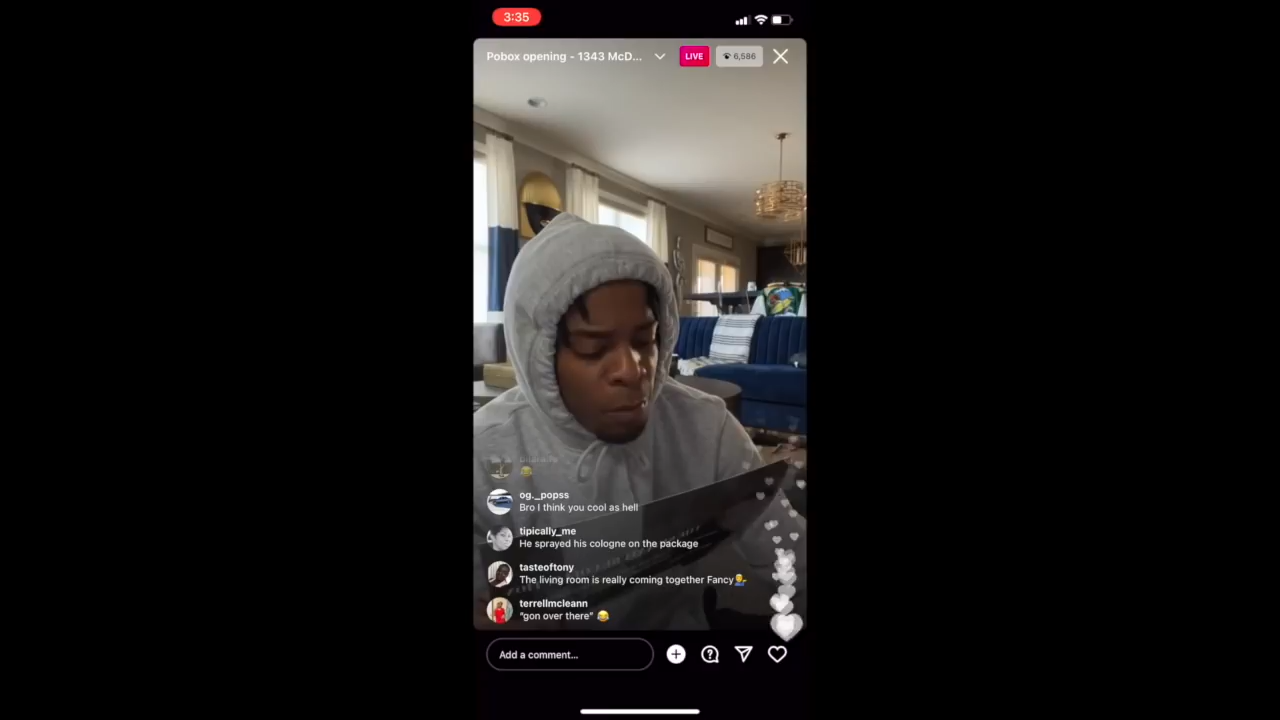 3:35
Pobox opening - 1343 McD...
LIVE
6,586
😂
og._popss
Bro I think you cool as hell
tipically_me
He sprayed his cologne on the package
tasteoftony
The living room is really coming together Fancy💁‍♂️
terrellmcleann
"gon over there" 😂
Add a comment...